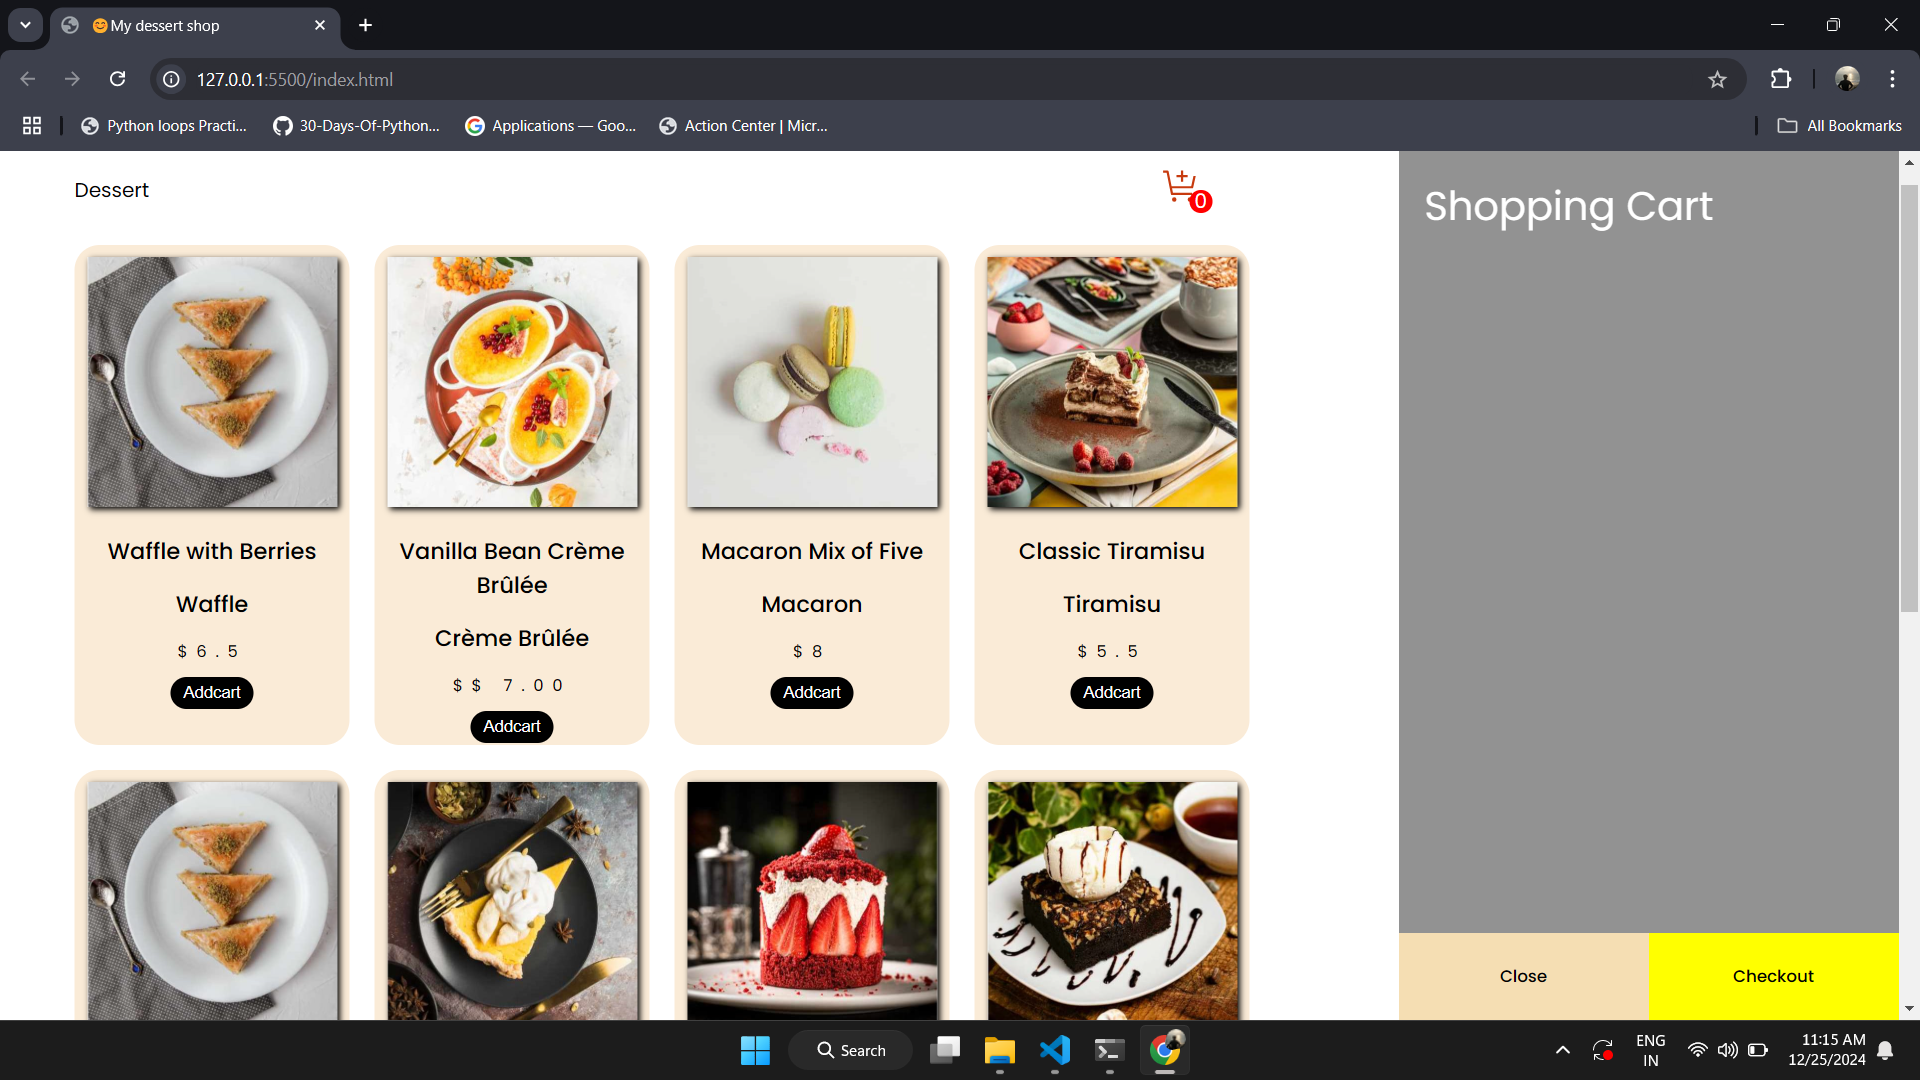 😊My dessert shop
127.0.0.1:5500/index.html
Python loops Practi...
30-Days-Of-Python...
Applications — Goo...
Action Center | Micr...
All Bookmarks
Dessert
0
Shopping Cart
Waffle with Berries
Waffle
$6.5
Addcart
Vanilla Bean Crème
Brûlée
Crème Brûlée
$$ 7.00
Addcart
Macaron Mix of Five
Macaron
$8
Addcart
Classic Tiramisu
Tiramisu
$5.5
Addcart
Close
Checkout
Search
ENG
IN
11:15 AM
12/25/2024